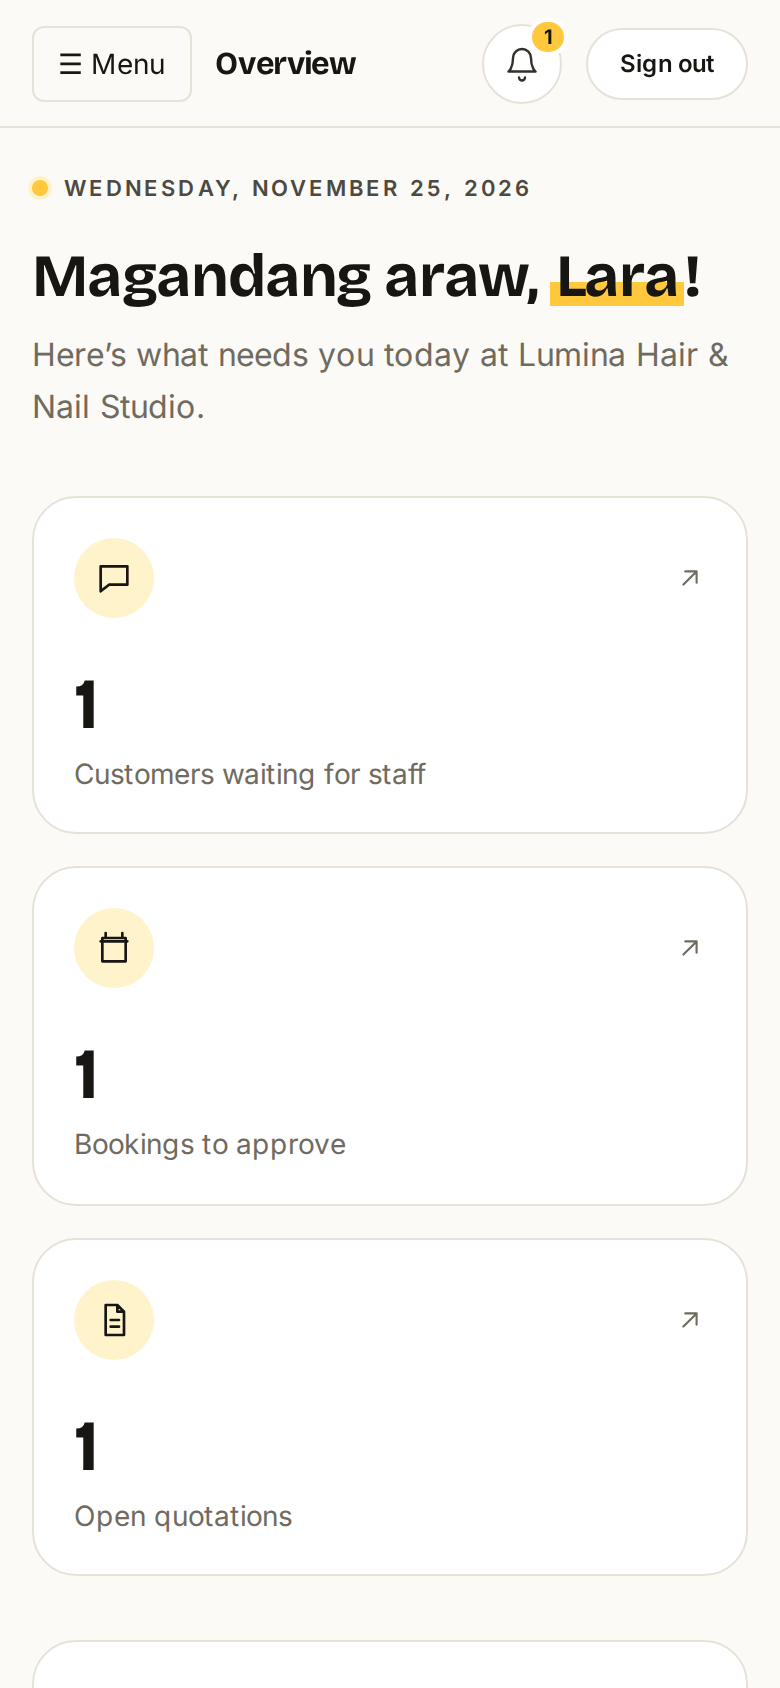 ☰ Menu
Overview
1
Sign out
WEDNESDAY, NOVEMBER 25, 2026
Magandang araw, Lara!
Here’s what needs you today at Lumina Hair &
Nail Studio.
1
Customers waiting for staff
1
Bookings to approve
1
Open quotations